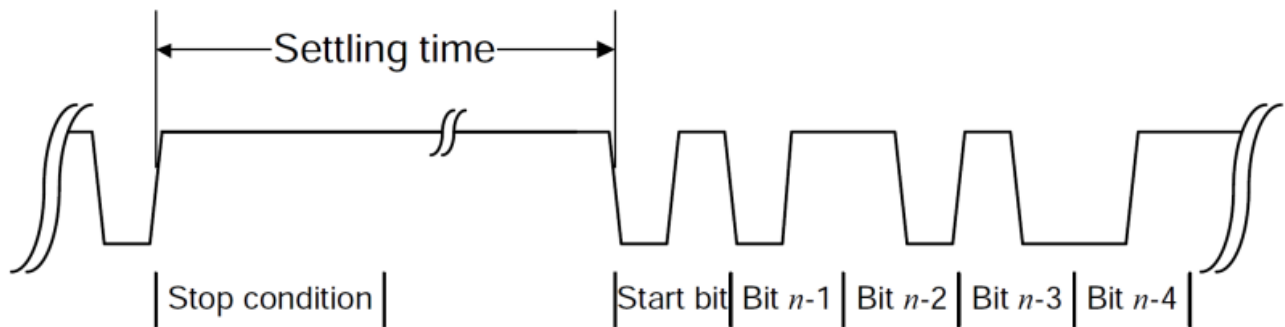 Settling time
Stop condition
Start bit
Bit n-1
Bit n-2
Bit n-3
Bit n-4